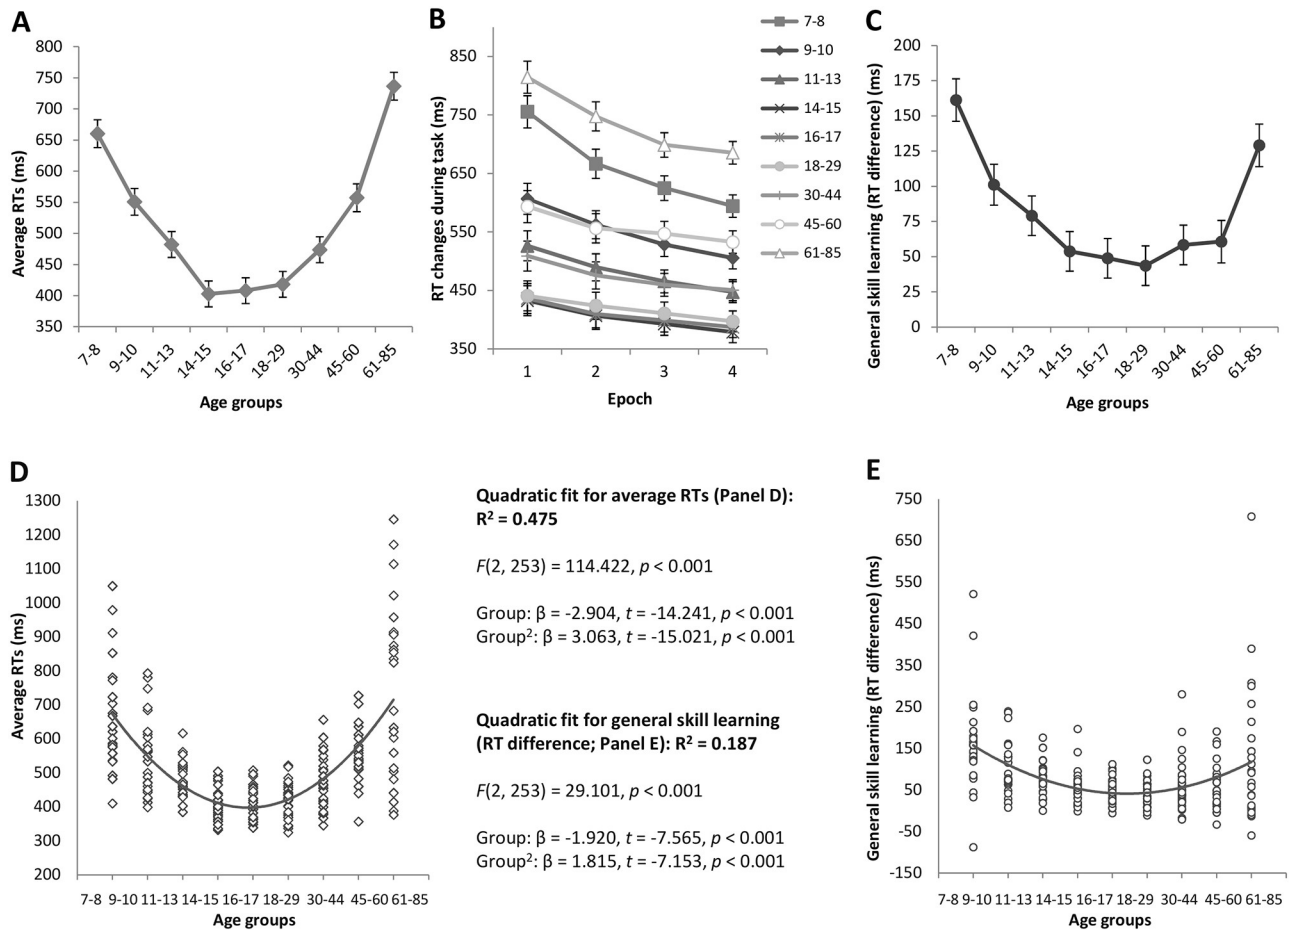 A
800
750
700
650
600
550
500
450
400
350
Average RTs (ms)
7-8
9-10
11-13
14-15
16-17
18-29
30-44
45-60
61-85
Age groups
B
850
750
650
550
450
350
RT changes during task (ms)
1
2
3
4
Epoch
7-8
9-10
11-13
14-15
16-17
18-29
30-44
45-60
61-85
C
200
175
150
125
100
75
50
25
0
General skill learning (RT difference) (ms)
7-8
9-10
11-13
14-15
16-17
18-29
30-44
45-60
61-85
Age groups
D
1300
1200
1100
1000
900
800
700
600
500
400
300
200
Average RTs (ms)
7-8 9-10 11-13 14-15 16-17 18-29 30-44 45-60 61-85
Age groups
Quadratic fit for average RTs (Panel D):
R² = 0.475
F(2, 253) = 114.422, p < 0.001
Group: β = -2.904, t = -14.241, p < 0.001
Group²: β = 3.063, t = -15.021, p < 0.001
Quadratic fit for general skill learning
(RT difference; Panel E): R² = 0.187
F(2, 253) = 29.101, p < 0.001
Group: β = -1.920, t = -7.565, p < 0.001
Group²: β = 1.815, t = -7.153, p < 0.001
E
750
650
550
450
350
250
150
50
-50
-150
General skill learning (RT difference) (ms)
7-8 9-10 11-13 14-15 16-17 18-29 30-44 45-60 61-85
Age groups